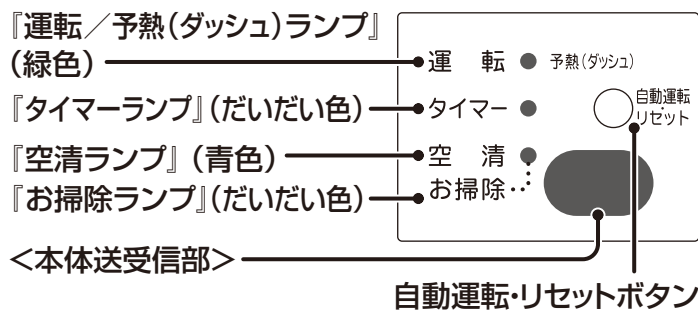 『運転／予熱(ダッシュ)ランプ』
(緑色)
『タイマーランプ』(だいだい色)
『空清ランプ』(青色)
『お掃除ランプ』(だいだい色)
＜本体送受信部＞
運 転 予熱(ダッシュ)
タイマー
空 清
お掃除
自動運転
リセット
自動運転・リセットボタン